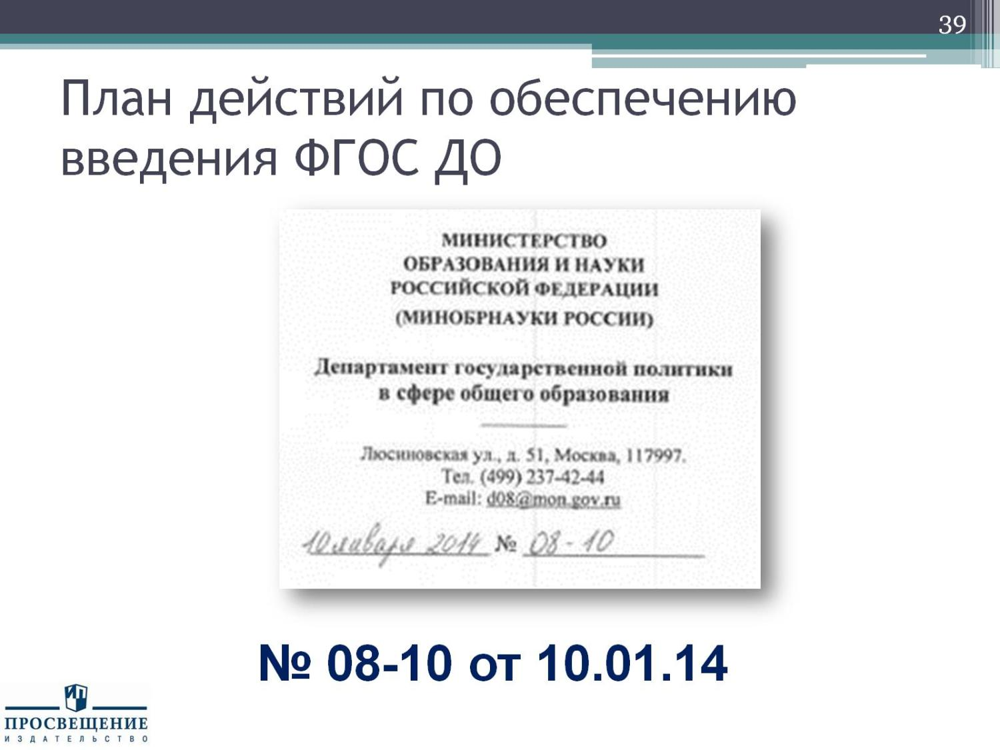 39
План действий по обеспечению
введения ФГОС ДО
МИНИСТЕРСТВО
ОБРАЗОВАНИЯ И НАУКИ
РОССИЙСКОЙ ФЕДЕРАЦИИ
(МИНОБРНАУКИ РОССИИ)
Департамент государственной политики
в сфере общего образования
Люсиновская ул., д. 51, Москва, 117997.
Тел. (499) 237-42-44
E-mail: d08@mon.gov.ru
10 января 2014 № 08-10
№ 08-10 от 10.01.14
ИП
ПРОСВЕЩЕНИЕ
ИЗДАТЕЛЬСТВО